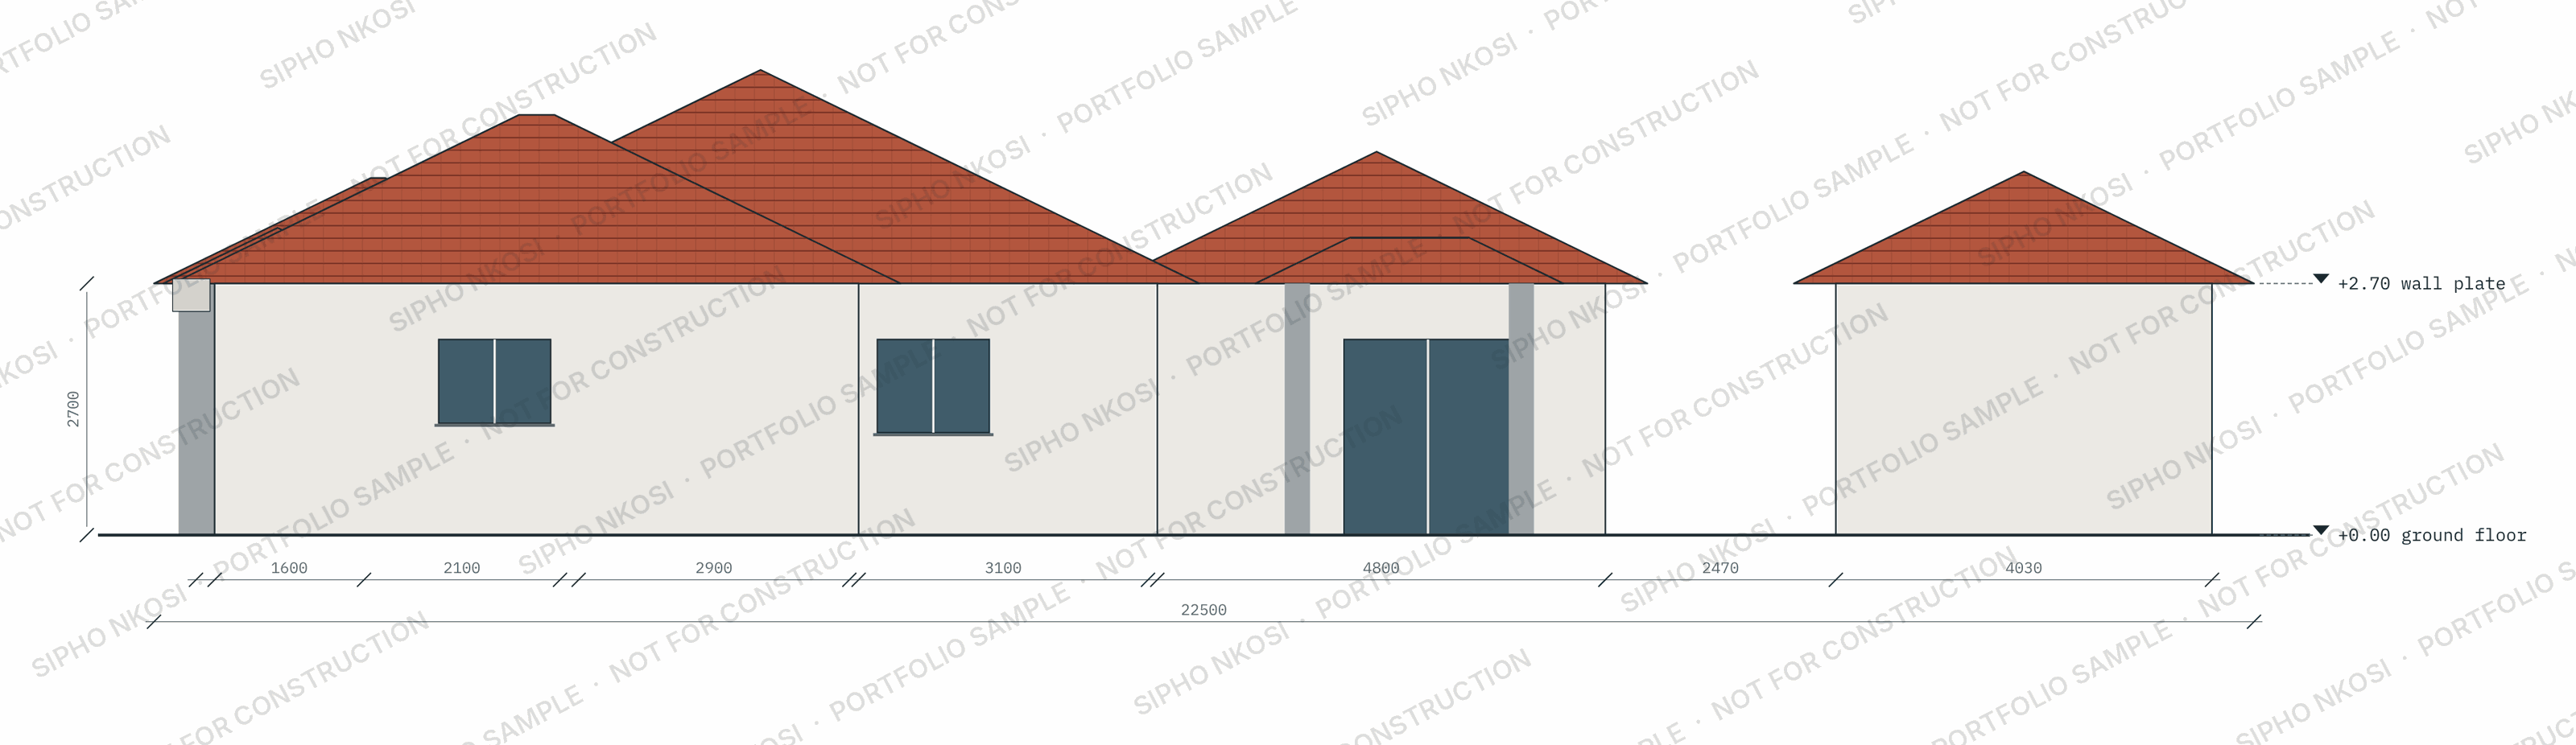 SIPHO NKOSI · PORTFOLIO SAMPLE · NOT FOR CONSTRUCTION
+2.70 wall plate
2700
+0.00 ground floor
1600 2100 2900 3100 4800 2470 4030
22500